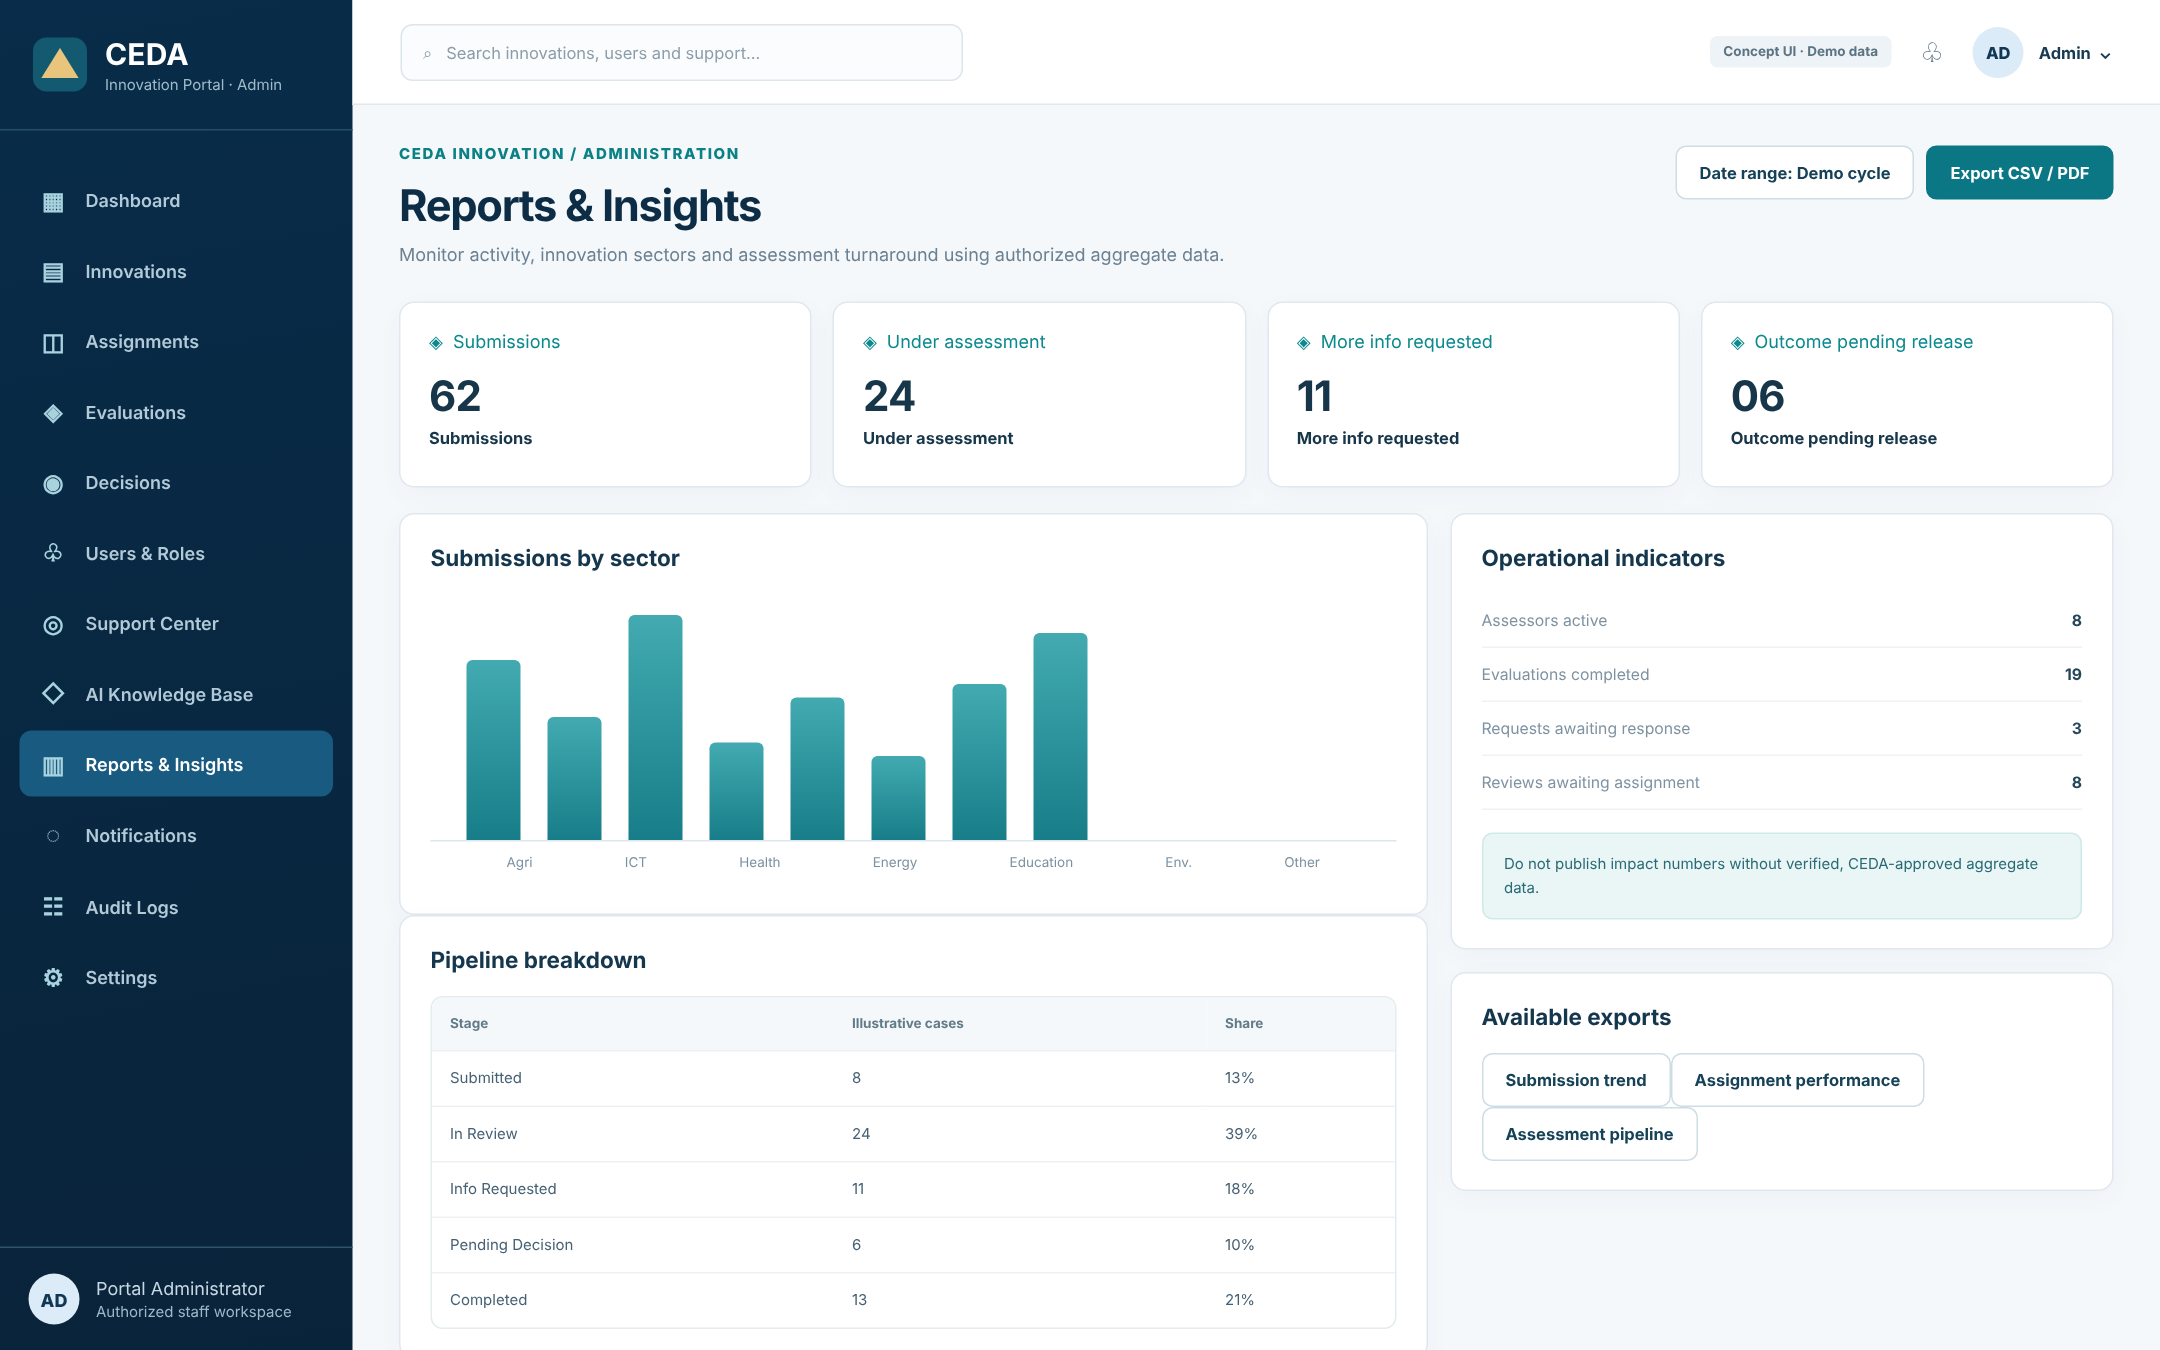 CEDA
Innovation Portal · Admin
Dashboard
Innovations
Assignments
Evaluations
Decisions
Users & Roles
Support Center
AI Knowledge Base
Reports & Insights
Notifications
Audit Logs
Settings
AD
Portal Administrator
Authorized staff workspace
Search innovations, users and support...
Concept UI · Demo data
AD
Admin
CEDA INNOVATION / ADMINISTRATION
Reports & Insights
Monitor activity, innovation sectors and assessment turnaround using authorized aggregate data.
Date range: Demo cycle
Export CSV / PDF
Submissions
62
Submissions
Under assessment
24
Under assessment
More info requested
11
More info requested
Outcome pending release
06
Outcome pending release
Submissions by sector
Agri ICT Health Energy Education Env. Other
Operational indicators
Assessors active 8
Evaluations completed 19
Requests awaiting response 3
Reviews awaiting assignment 8
Do not publish impact numbers without verified, CEDA-approved aggregate
data.
Pipeline breakdown
Stage Illustrative cases Share
Submitted 8 13%
In Review 24 39%
Info Requested 11 18%
Pending Decision 6 10%
Completed 13 21%
Available exports
Submission trend
Assignment performance
Assessment pipeline